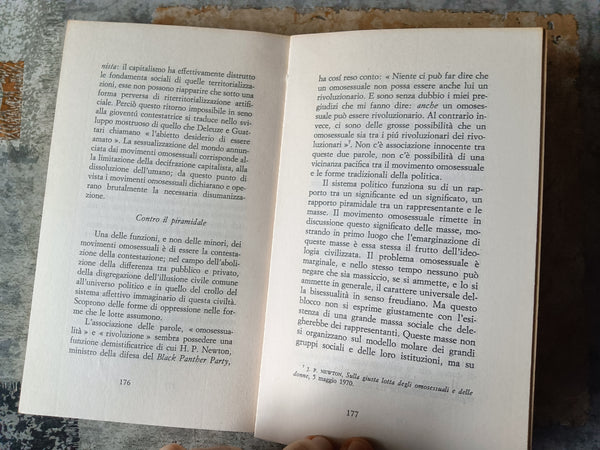 nista: il capitalismo ha effettivamente distrutto
le fondamenta sociali di quelle territorializza-
zioni, esse non possono riapparire che sotto una
forma perversa di riterritorializzazione artifi-
ciale. Perciò questo ritorno impossibile in seno
alla gioventú contestatrice si traduce nello svi-
luppo mostruoso di quello che Deleuze e Guat-
tari chiamano « l'abietto desiderio di essere
amato ». La sessualizzazione del mondo annun-
ciata dai movimenti omosessuali corrisponde al-
la limitazione della decifrazione capitalista, alla
dissoluzione dell'umano; da questo punto di
vista i movimenti omosessuali dichiarano e ope-
rano brutalmente la necessaria disumanizza-
zione.
Contro il piramidale
Una delle funzioni, e non delle minori, dei
movimenti omosessuali è di essere la contesta-
zione della contestazione; nel campo dell'aboli-
zione della differenza tra pubblico e privato,
della disgregazione dell'illusione civile comune
all'universo politico e in quello del crollo del
sistema affettivo immaginario di questa civiltà.
Scoprono delle forme di oppressione nelle for-
me che le lotte assumono.
L'associazione delle parole, « omosessua-
lità » e « rivoluzione » sembra possedere una
funzione demistificatrice di cui H. P. Newton,
ministro della difesa del Black Panther Party,
176
ha cosí reso conto: « Niente ci può far dire che
un omosessuale non possa essere anche lui un
rivoluzionario. E sono senza dubbio i miei pre-
giudizi che mi fanno dire: anche un omosessua-
le può essere un rivoluzionario. Al contrario in-
vece, ci sono delle grosse possibilità che un
omosessuale sia tra i piú rivoluzionari dei rivo-
luzionari »¹. Non c'è associazione innocente tra
queste due parole, non c'è possibilità di una
vicinanza pacifica tra il movimento omosessuale
e le forme tradizionali della politica.
Il sistema politico funziona su di un rap-
porto tra un significante ed un significato, un
rapporto piramidale tra un rappresentante e le
masse. Il movimento omosessuale rimette in
discussione questo significato delle masse, mo-
strando in primo luogo che l'emarginazione di
queste masse è essa stessa il frutto dell'ideo-
logia civilizzata. Il problema omosessuale è
marginale, e nello stesso tempo nessuno può
negare che sia massiccio, se si ammette, e lo si
ammette in generale, il carattere universale del-
la bisessualità in senso freudiano. Ma questo
blocco non si esprime giustamente con l'esi-
stenza di una grande massa sociale che dele-
gherebbe dei rappresentanti. Queste masse non
si organizzano sul modello molare dei grandi
gruppi sociali e delle loro istituzioni, ma su
¹ J. P. NEWTON, Sulla giusta lotta degli omosessuali e delle
donne, 5 maggio 1970.
177